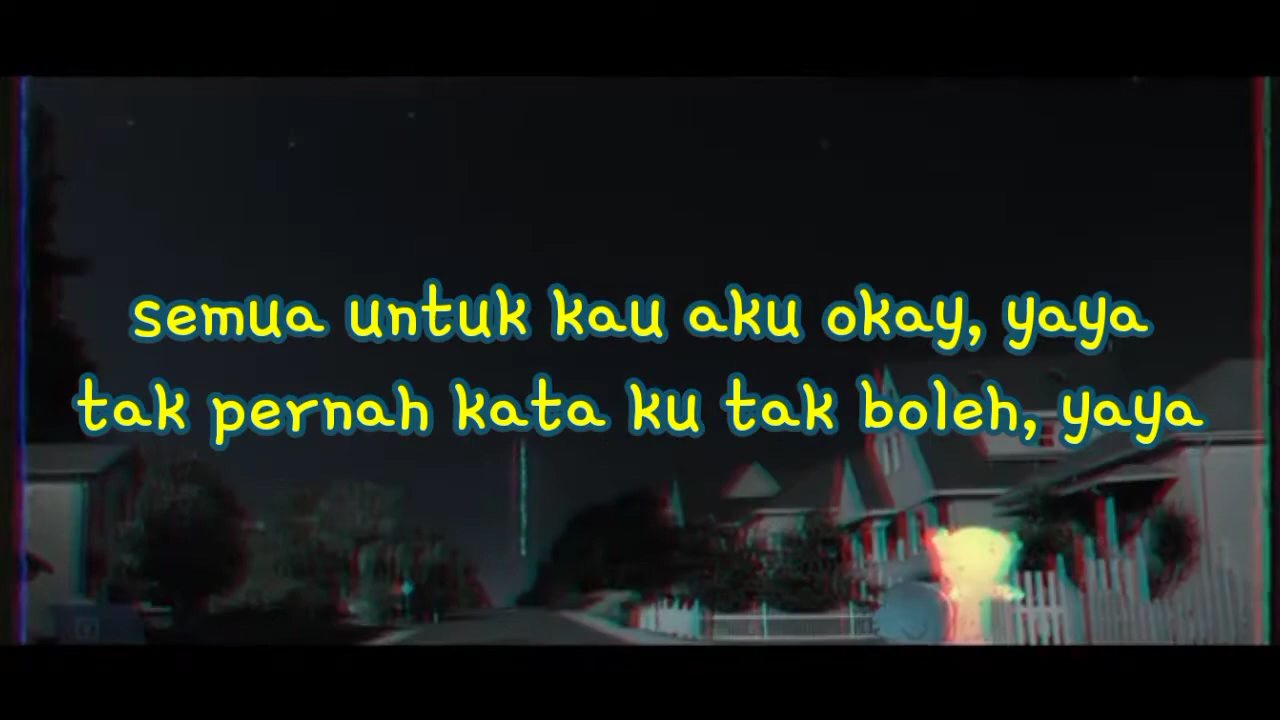 semua untuk kau aku okay, yaya
tak pernah kata ku tak boleh, yaya